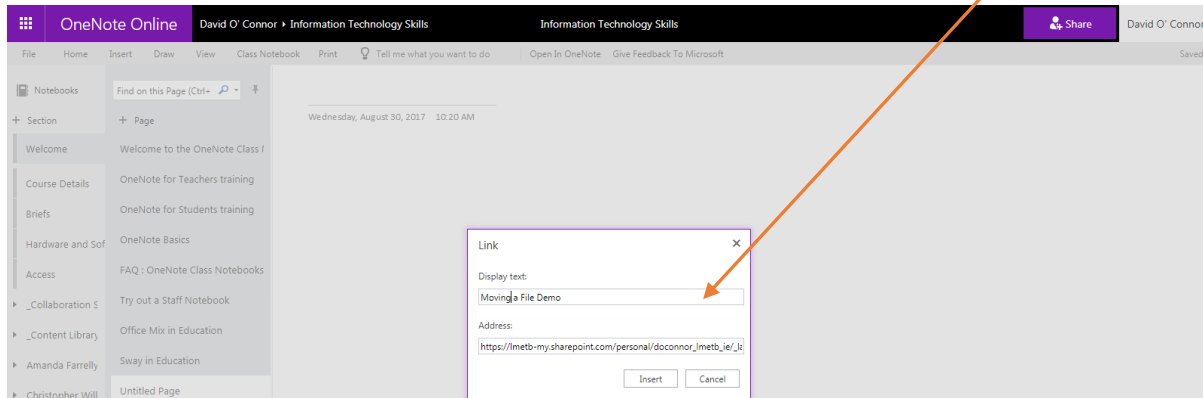 OneNote Online David O' Connor ▸ Information Technology Skills Information Technology Skills Share David O' Connor
File Home Insert Draw View Class Notebook Print Tell me what you want to do Open In OneNote Give Feedback To Microsoft Saved
Notebooks
Find on this Page (Ctrl+
+ Section
+ Page
Wednesday, August 30, 2017 10:20 AM
Welcome
Welcome to the OneNote Class
Course Details
OneNote for Teachers training
Briefs
OneNote for Students training
Hardware and Sof
OneNote Basics
Access
FAQ : OneNote Class Notebooks
_Collaboration S
Try out a Staff Notebook
_Content Library
Office Mix in Education
Amanda Farrelly
Sway in Education
Christopher Will
Untitled Page
Link
Display text:
Moving a File Demo
Address:
https://lmetb-my.sharepoint.com/personal/doconnor_lmetb_ie/_la
Insert Cancel